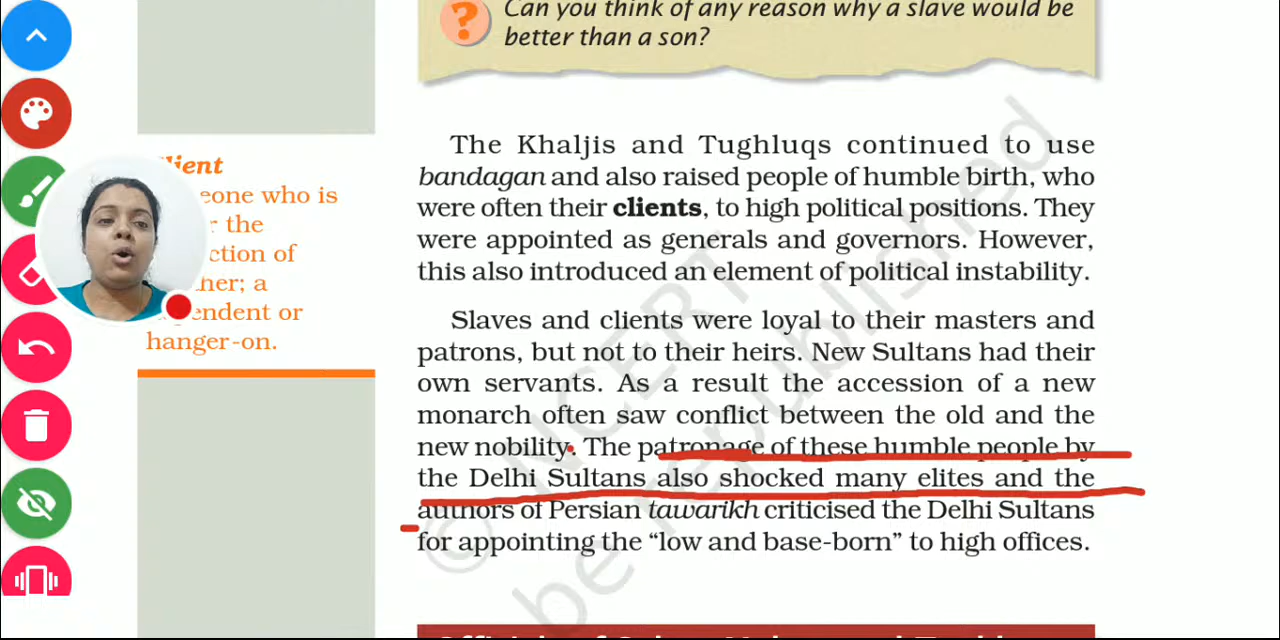 Can you think of any reason why a slave would be
better than a son?
The Khaljis and Tughluqs continued to use
bandagan and also raised people of humble birth, who
were often their clients, to high political positions. They
were appointed as generals and governors. However,
this also introduced an element of political instability.
Slaves and clients were loyal to their masters and
patrons, but not to their heirs. New Sultans had their
own servants. As a result the accession of a new
monarch often saw conflict between the old and the
new nobility. The patronage of these humble people by
the Delhi Sultans also shocked many elites and the
authors of Persian tawarikh criticised the Delhi Sultans
for appointing the “low and base-born” to high offices.
who is
the
of
a
or
hanger-on.
© NCERT
be republished